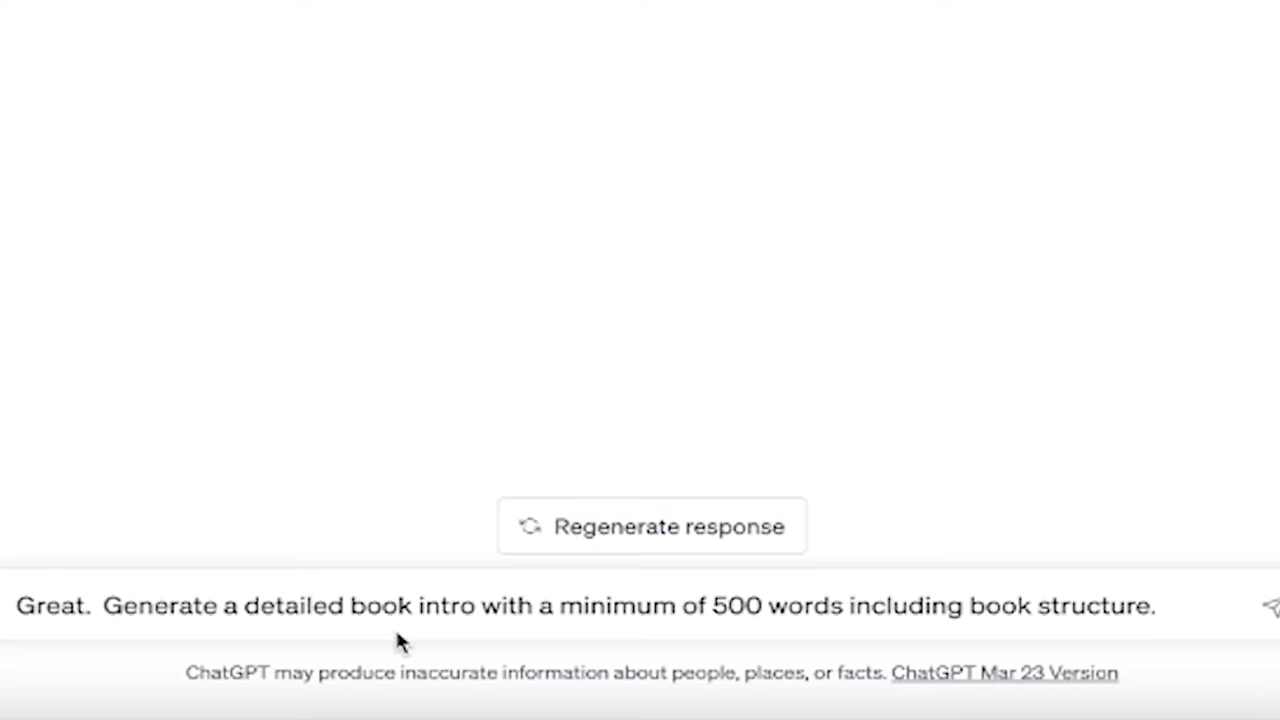 Regenerate response
Great.  Generate a detailed book intro with a minimum of 500 words including book structure.
ChatGPT may produce inaccurate information about people, places, or facts. ChatGPT Mar 23 Version